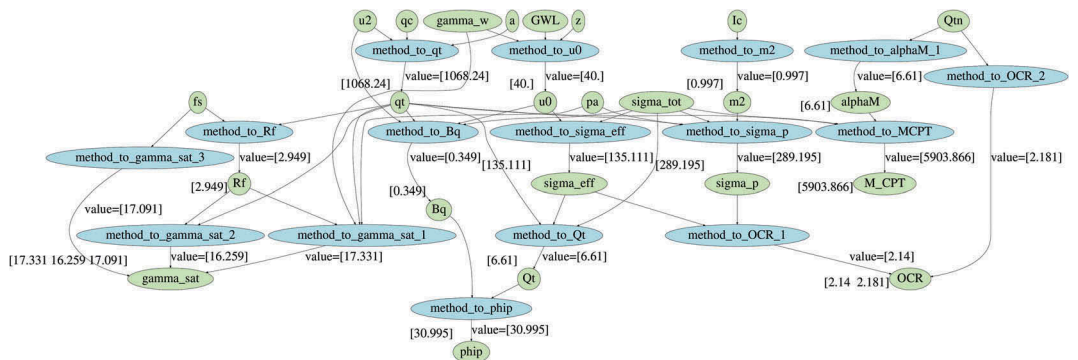 u2 qc gamma_w a GWL z Ic Qtn
method_to_qt method_to_u0 method_to_m2 method_to_alphaM_1
method_to_OCR_2
[1068.24] value=[1068.24] [40.] value=[40.] [0.997] value=[0.997] value=[6.61]
fs qt u0 pa sigma_tot m2 [6.61] alphaM
method_to_Rf method_to_Bq method_to_sigma_eff method_to_sigma_p method_to_MCPT
method_to_gamma_sat_3 value=[2.949] value=[0.349] [135.111] value=[135.111] [289.195] value=[289.195] value=[5903.866] value=[2.181]
[2.949] Rf [0.349] sigma_eff sigma_p [5903.866] M_CPT
value=[17.091] Bq
method_to_gamma_sat_2 method_to_gamma_sat_1 method_to_Qt method_to_OCR_1
[17.331 16.259 17.091] value=[16.259] value=[17.331] [6.61] value=[6.61] value=[2.14]
gamma_sat Qt [2.14 2.181] OCR
method_to_phip
[30.995] value=[30.995]
phip